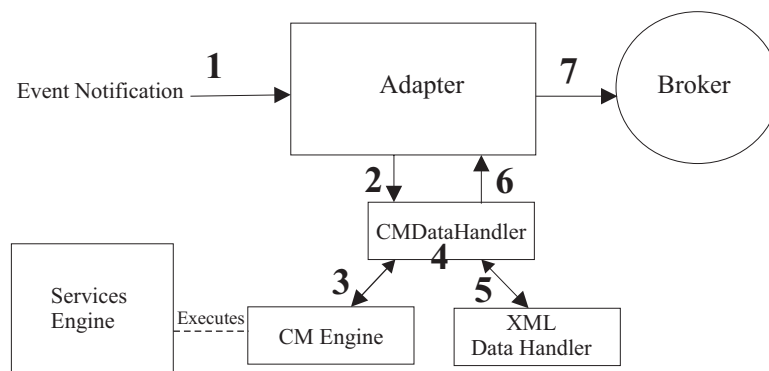 1
7
Event Notification
Adapter
Broker
2
6
CMDataHandler
4
3
5
Services
Engine
Executes
CM Engine
XML
Data Handler